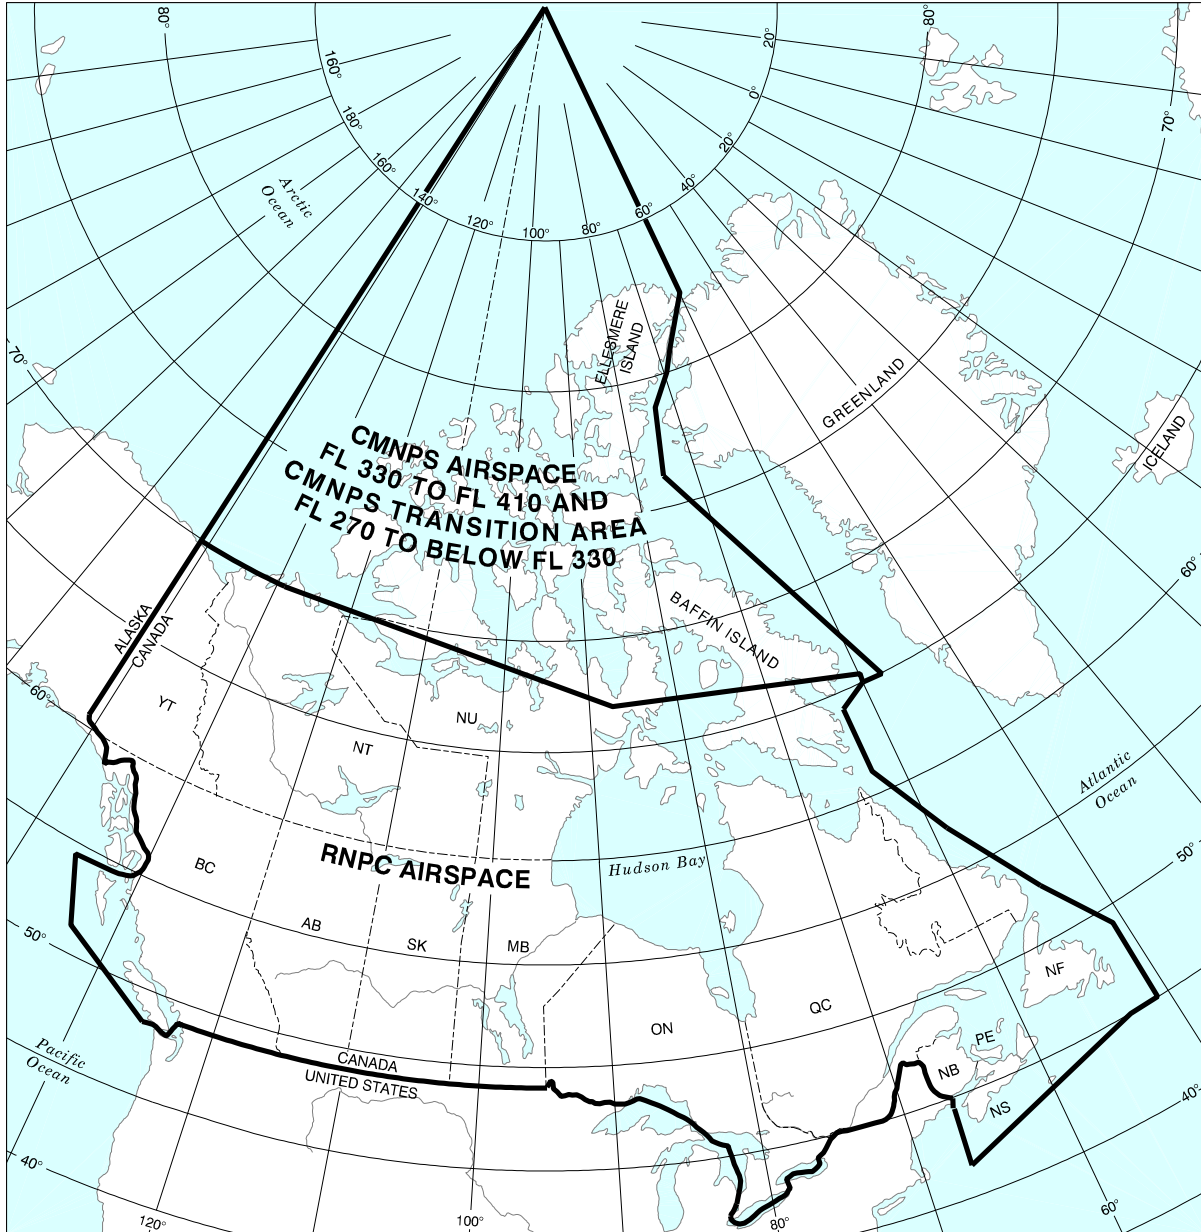 80°
80°
20°
160°
0°
180°
70°
20°
160°
40°
Arctic
Ocean
140°
60°
120°
100°
80°
70°
ELLESMERE
ISLAND
GREENLAND
ICELAND
CMNPS AIRSPACE
FL 330 TO FL 410 AND
CMNPS TRANSITION AREA
FL 270 TO BELOW FL 330
60°
BAFFIN ISLAND
ALASKA
CANADA
60°
YT
NU
NT
Atlantic
Ocean
50°
RNPC AIRSPACE
Hudson Bay
BC
AB
SK
MB
50°
NF
QC
ON
PE
Pacific
Ocean
CANADA
UNITED STATES
NB
NS
40°
40°
120°
100°
80°
60°